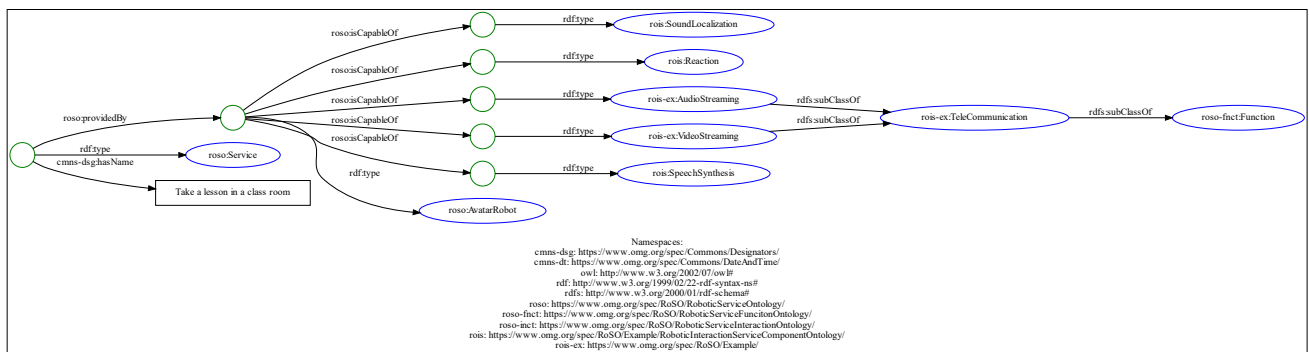 rdf:type
rois:SoundLocalization
roso:isCapableOf
rdf:type
rois:Reaction
roso:isCapableOf
rdf:type
rois-ex:AudioStreaming
rdfs:subClassOf
roso:isCapableOf
rois-ex:TeleCommunication
rdfs:subClassOf
roso-fnct:Function
roso:providedBy
rdfs:subClassOf
roso:isCapableOf
rdf:type
rois-ex:VideoStreaming
roso:isCapableOf
rdf:type
roso:Service
cmns-dsg:hasName
rdf:type
rois:SpeechSynthesis
rdf:type
Take a lesson in a class room
roso:AvatarRobot
Namespaces:
cmns-dsg: https://www.omg.org/spec/Commons/Designators/
cmns-dt: https://www.omg.org/spec/Commons/DateAndTime/
owl: http://www.w3.org/2002/07/owl#
rdf: http://www.w3.org/1999/02/22-rdf-syntax-ns#
rdfs: http://www.w3.org/2000/01/rdf-schema#
roso: https://www.omg.org/spec/RoSO/RoboticServiceOntology/
roso-fnct: https://www.omg.org/spec/RoSO/RoboticServiceFuncitonOntology/
roso-inct: https://www.omg.org/spec/RoSO/RoboticServiceInteractionOntology/
rois: https://www.omg.org/spec/RoSO/Example/RoboticInteractionServiceComponentOntology/
rois-ex: https://www.omg.org/spec/RoSO/Example/